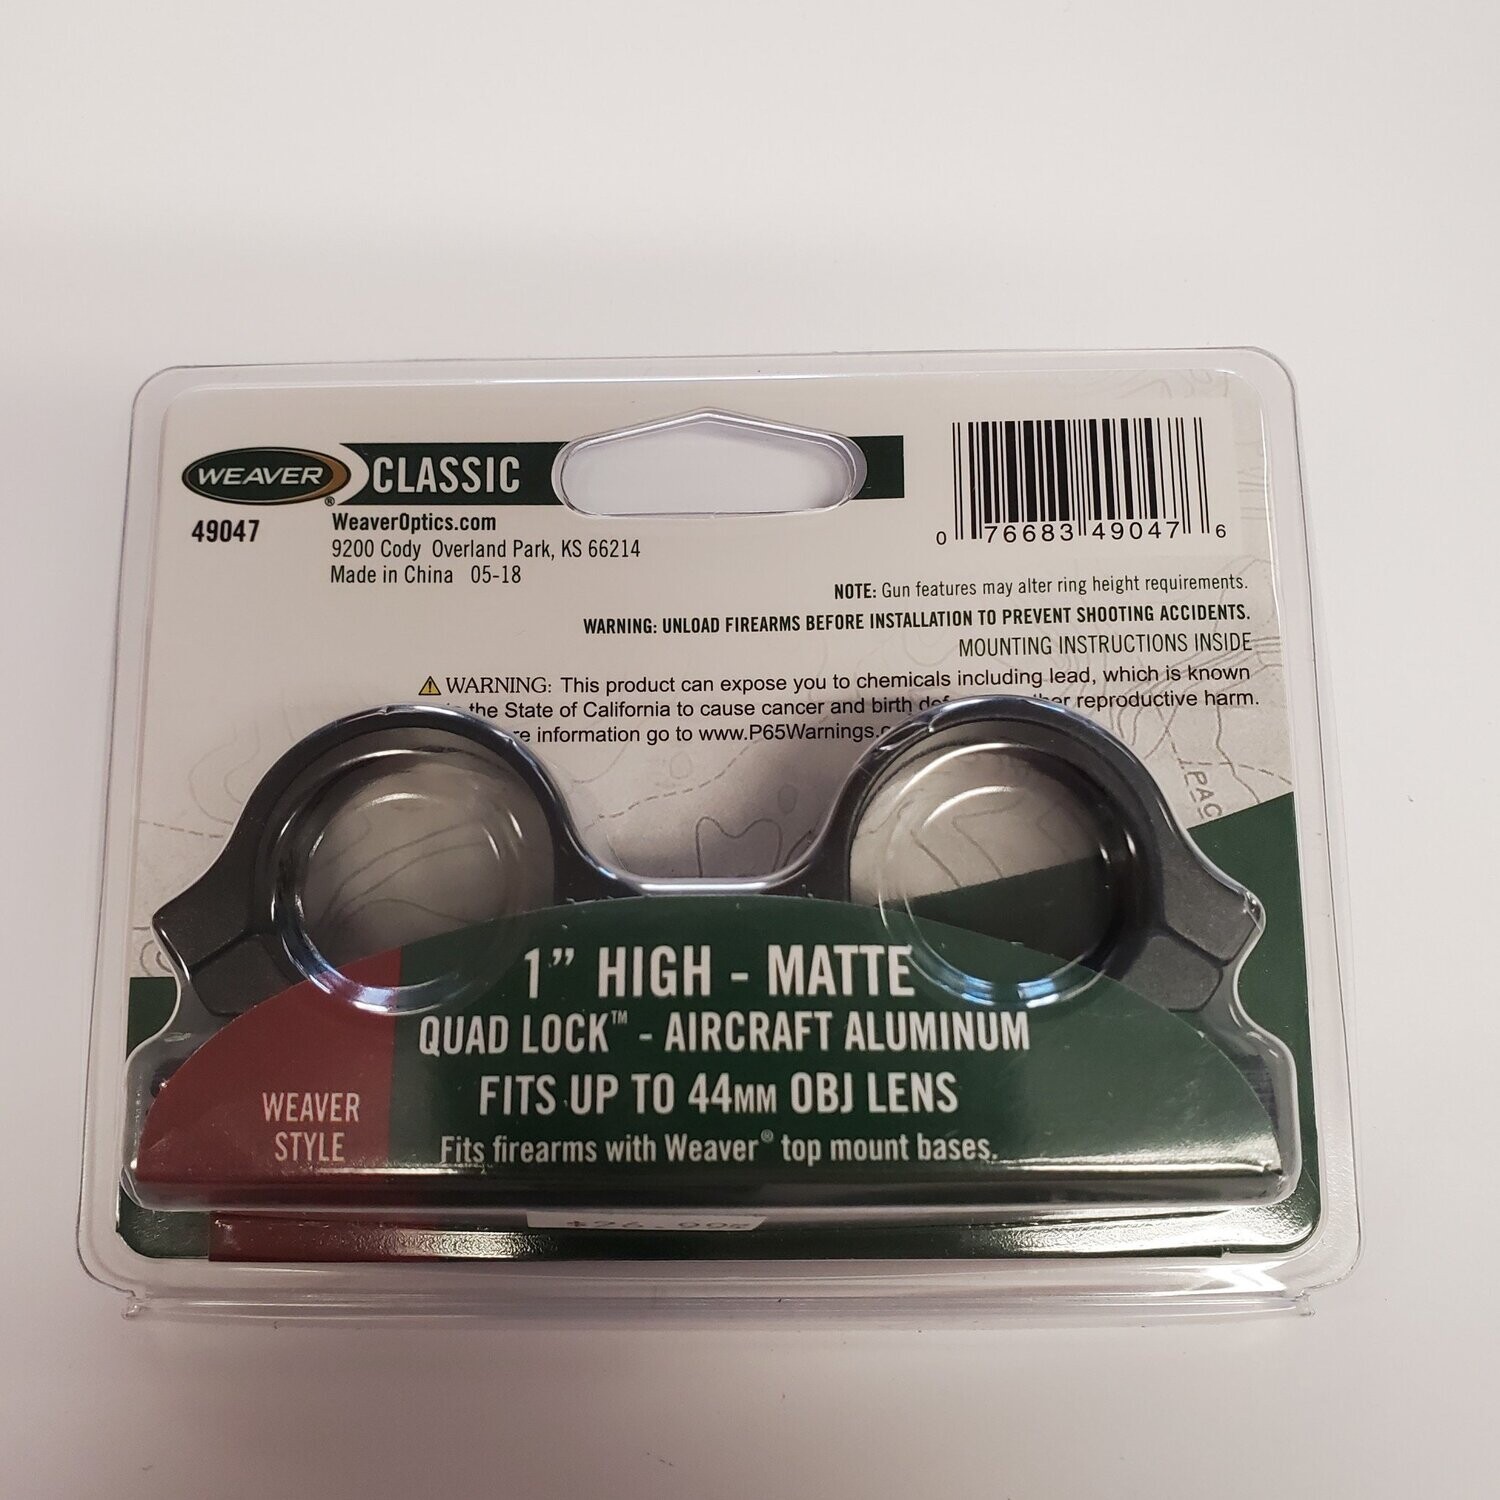 WEAVER®
CLASSIC
49047
WeaverOptics.com
9200 Cody Overland Park, KS 66214
Made in China 05-18
0 76683 49047 6
NOTE: Gun features may alter ring height requirements.
WARNING: UNLOAD FIREARMS BEFORE INSTALLATION TO PREVENT SHOOTING ACCIDENTS.
MOUNTING INSTRUCTIONS INSIDE
⚠ WARNING: This product can expose you to chemicals including lead, which is known
the State of California to cause cancer and birth reproductive harm.
information go to www.P65Warnings.
1” HIGH - MATTE
QUAD LOCK™ - AIRCRAFT ALUMINUM
FITS UP TO 44MM OBJ LENS
Fits firearms with Weaver® top mount bases.
WEAVER
STYLE